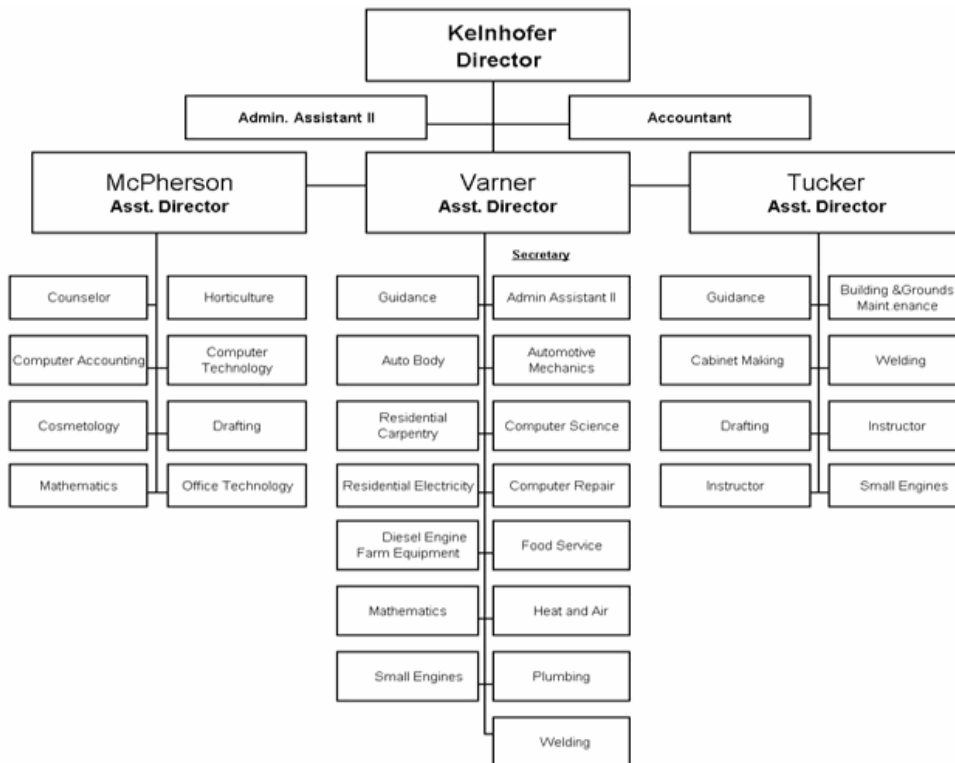 Kelnhofer
Director
Admin. Assistant II
Accountant
McPherson
Asst. Director
Varner
Asst. Director
Tucker
Asst. Director
Secretary
Counselor
Horticulture
Guidance
Admin Assistant II
Guidance
Building &Grounds
Maint.enance
Computer Accounting
Computer
Technology
Auto Body
Automotive
Mechanics
Cabinet Making
Welding
Cosmetology
Drafting
Residential
Carpentry
Computer Science
Drafting
Instructor
Mathematics
Office Technology
Residential Electricity
Computer Repair
Instructor
Small Engines
Diesel Engine
Farm Equipment
Food Service
Mathematics
Heat and Air
Small Engines
Plumbing
Welding